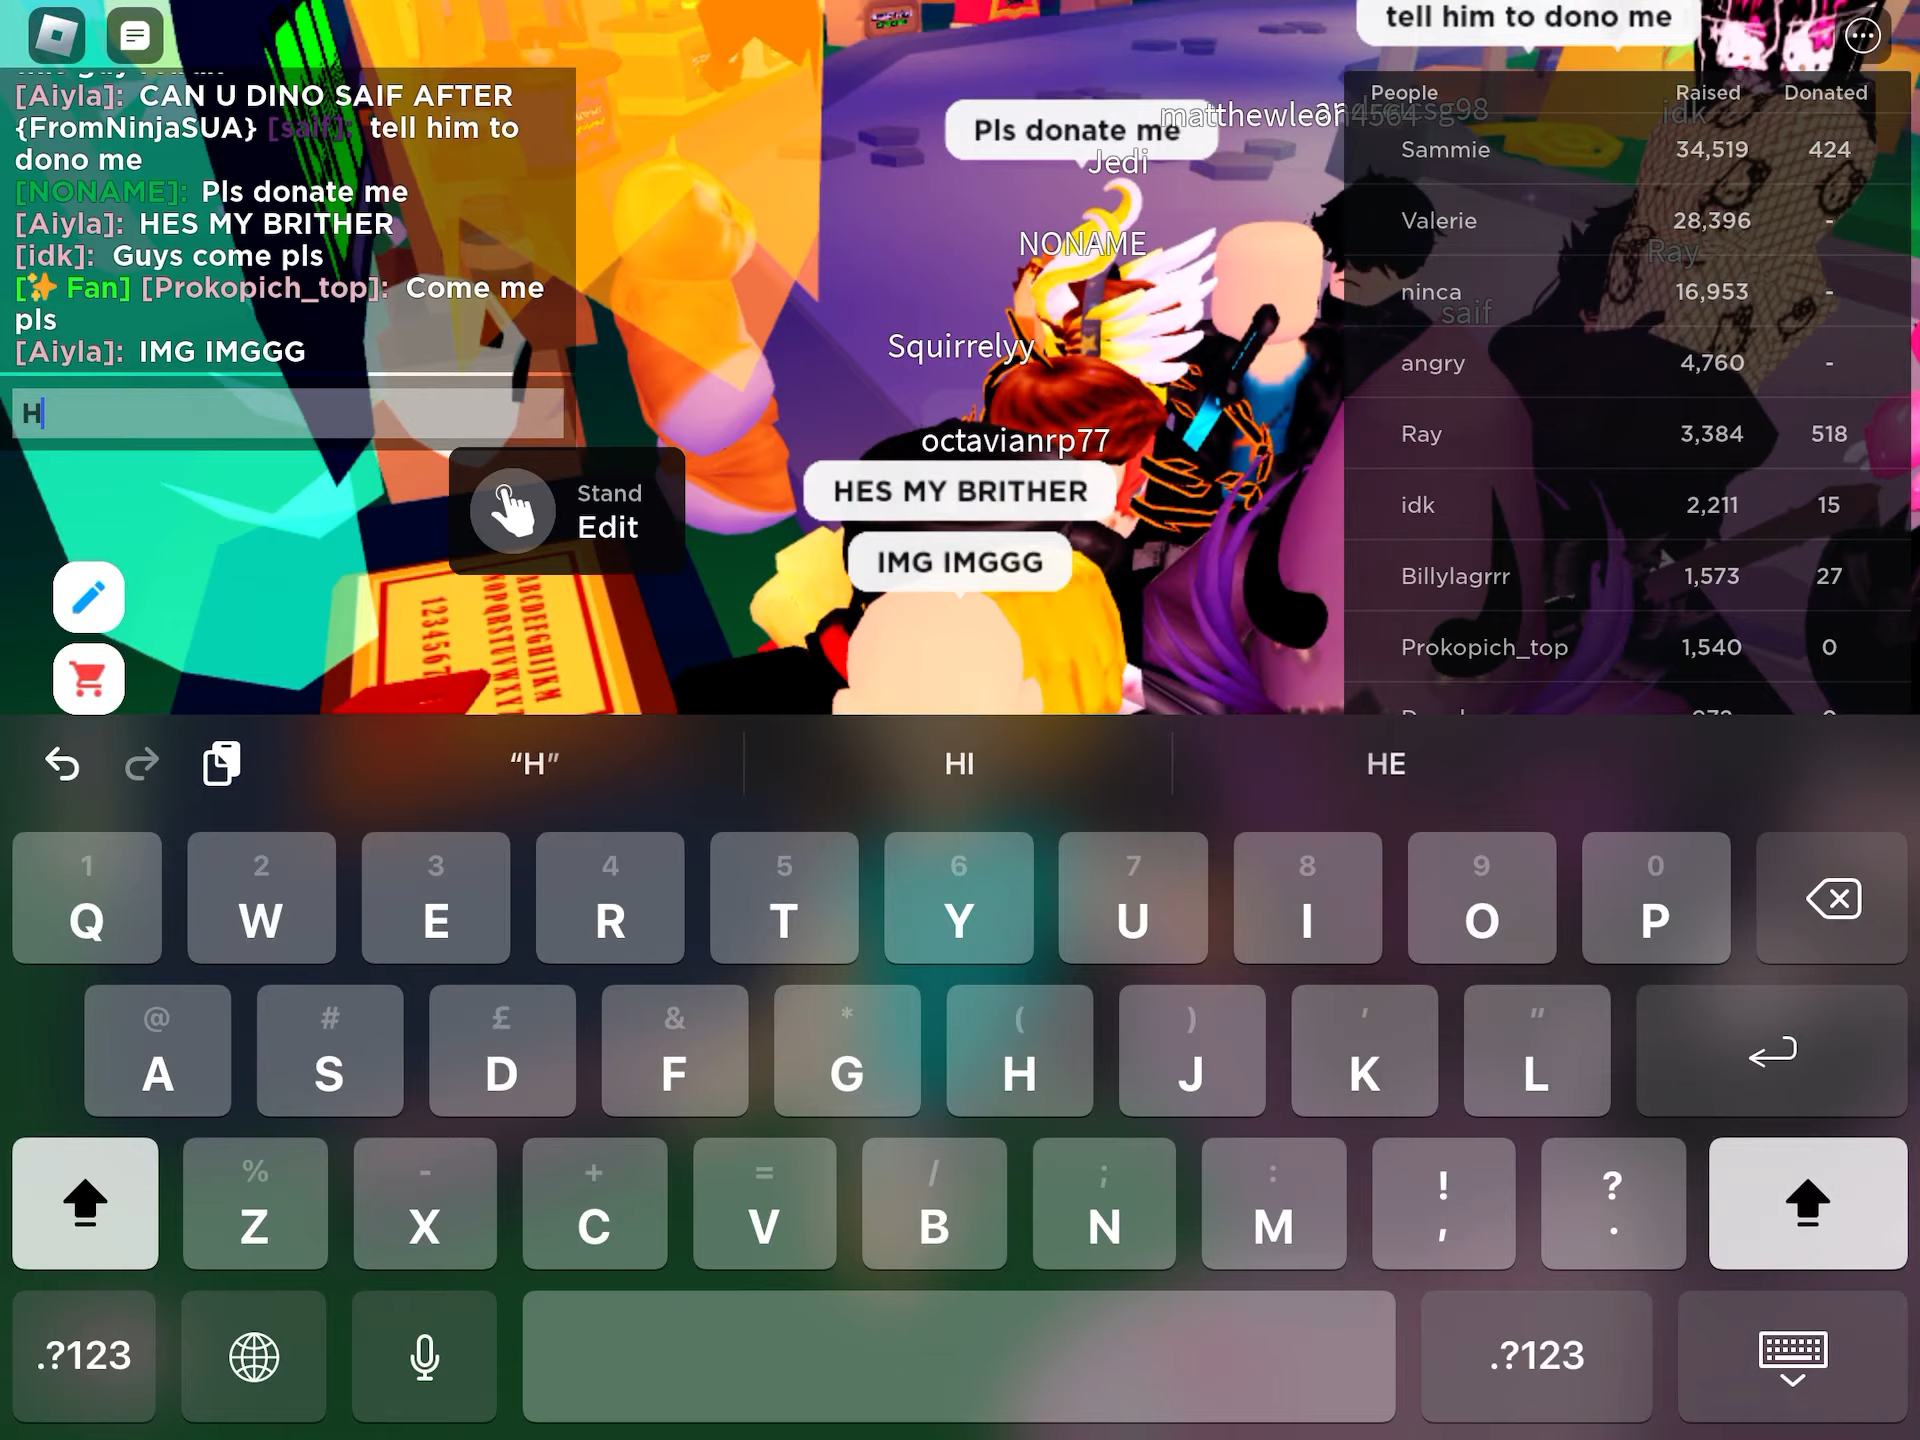 tell him to dono me
[Aiyla]: CAN U DINO SAIF AFTER
{FromNinjaSUA} [saif]: tell him to
dono me
[NONAME]: Pls donate me
[Aiyla]: HES MY BRITHER
[idk]: Guys come pls
[✨ Fan] [Prokopich_top]: Come me
pls
[Aiyla]: IMG IMGGG
H
Stand
Edit
Pls donate me
Jedi
NONAME
Squirrelyy
octavianrp77
HES MY BRITHER
IMG IMGGG
idk
Ray
saif
People Raised Donated
Sammie 34,519 424
Valerie 28,396 -
ninca 16,953 -
angry 4,760 -
Ray 3,384 518
idk 2,211 15
Billylagrrr 1,573 27
Prokopich_top 1,540 0
“H” HI HE
1 2 3 4 5 6 7 8 9 0
Q W E R T Y U I O P
@ # £ & * ( ) ' "
A S D F G H J K L
% - + = / ; : ! ?
Z X C V B N M , .
.?123 .?123